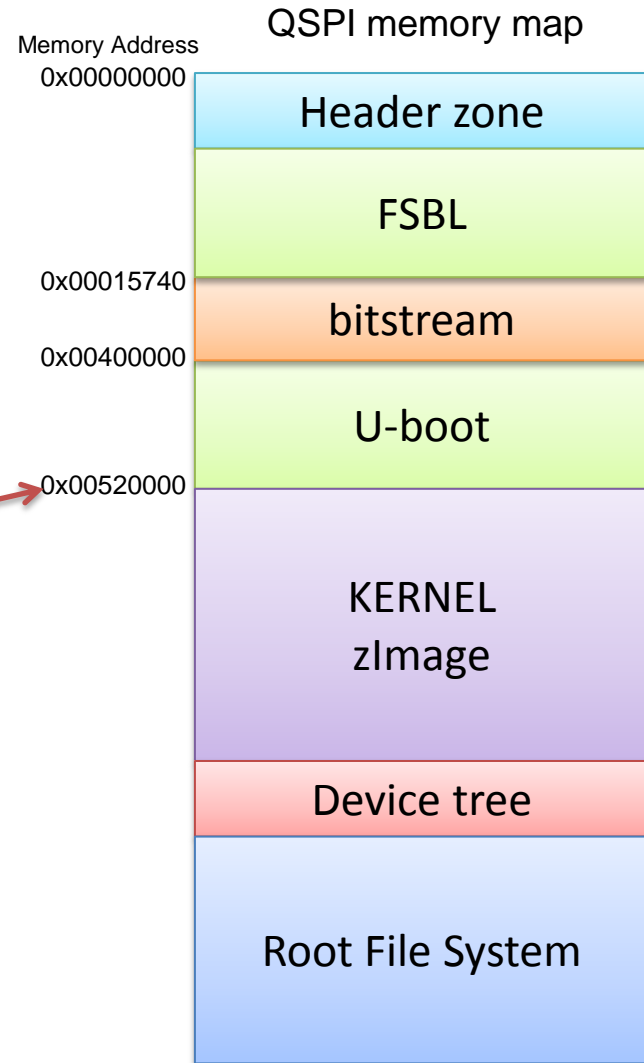 QSPI memory map
Memory Address
0x00000000
Header zone
FSBL
0x00015740
bitstream
0x00400000
U-boot
0x00520000
KERNEL
zImage
Device tree
Root File System